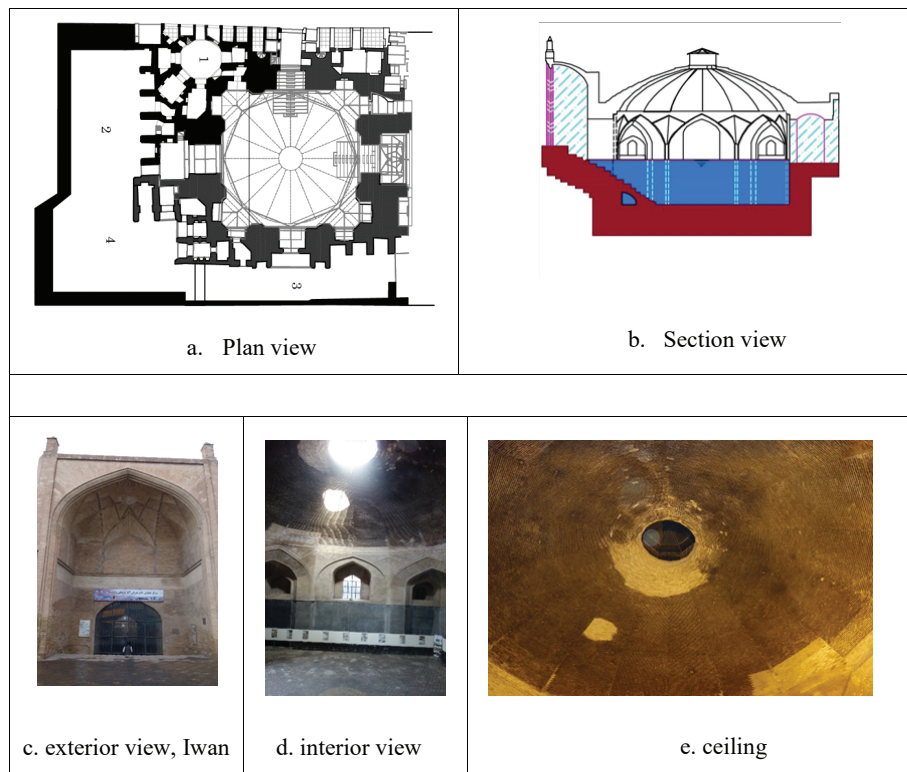 1
2
4
3
a. Plan view
b. Section view
c. exterior view, Iwan
d. interior view
e. ceiling